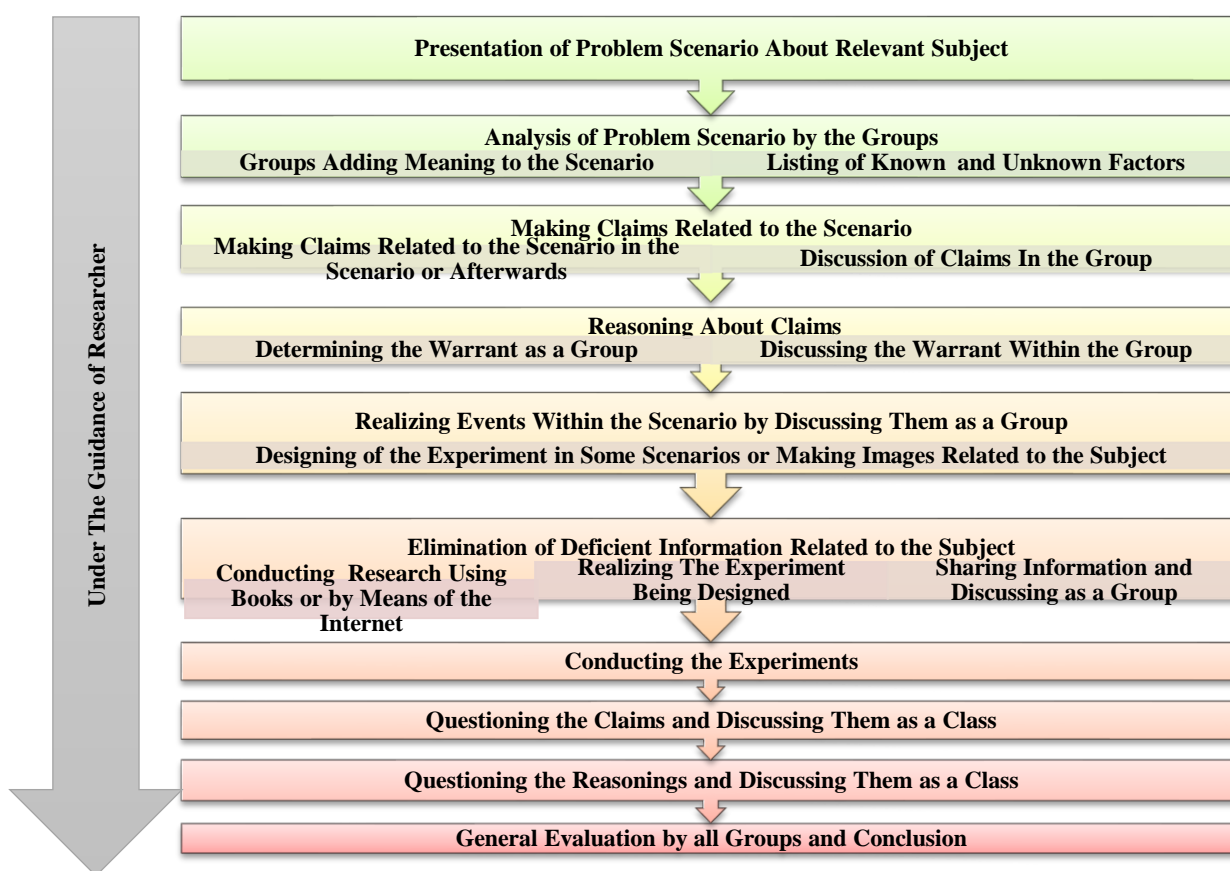 Under The Guidance of Researcher
Presentation of Problem Scenario About Relevant Subject
Analysis of Problem Scenario by the Groups
Groups Adding Meaning to the Scenario
Listing of Known and Unknown Factors
Making Claims Related to the Scenario
Making Claims Related to the Scenario in the
Scenario or Afterwards
Discussion of Claims In the Group
Reasoning About Claims
Determining the Warrant as a Group
Discussing the Warrant Within the Group
Realizing Events Within the Scenario by Discussing Them as a Group
Designing of the Experiment in Some Scenarios or Making Images Related to the Subject
Elimination of Deficient Information Related to the Subject
Conducting Research Using
Books or by Means of the
Internet
Realizing The Experiment
Being Designed
Sharing Information and
Discussing as a Group
Conducting the Experiments
Questioning the Claims and Discussing Them as a Class
Questioning the Reasonings and Discussing Them as a Class
General Evaluation by all Groups and Conclusion